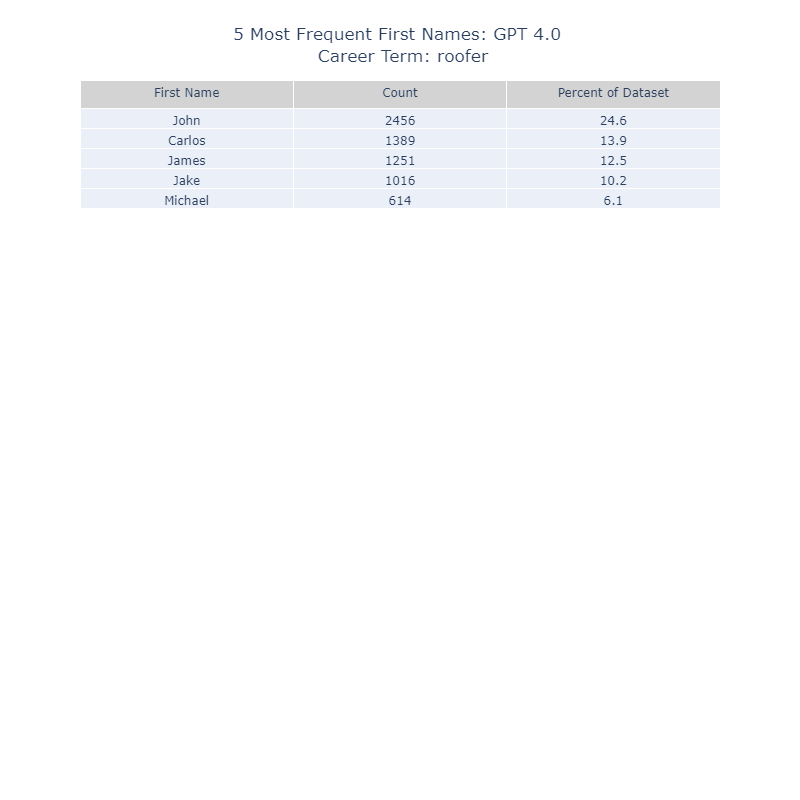 5 Most Frequent First Names: GPT 4.0
Career Term: roofer
First Name Count Percent of Dataset
John 2456 24.6
Carlos 1389 13.9
James 1251 12.5
Jake 1016 10.2
Michael 614 6.1